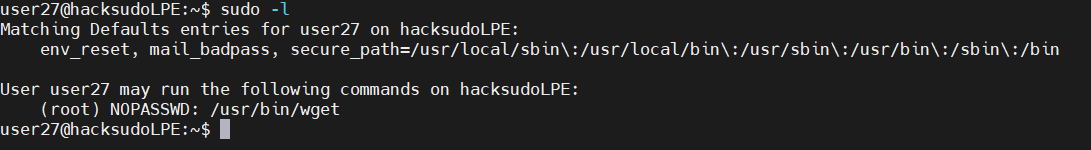 user27@hacksudoLPE:~$ sudo -l
Matching Defaults entries for user27 on hacksudoLPE:
    env_reset, mail_badpass, secure_path=/usr/local/sbin\:/usr/local/bin\:/usr/sbin\:/usr/bin\:/sbin\:/bin

User user27 may run the following commands on hacksudoLPE:
    (root) NOPASSWD: /usr/bin/wget
user27@hacksudoLPE:~$